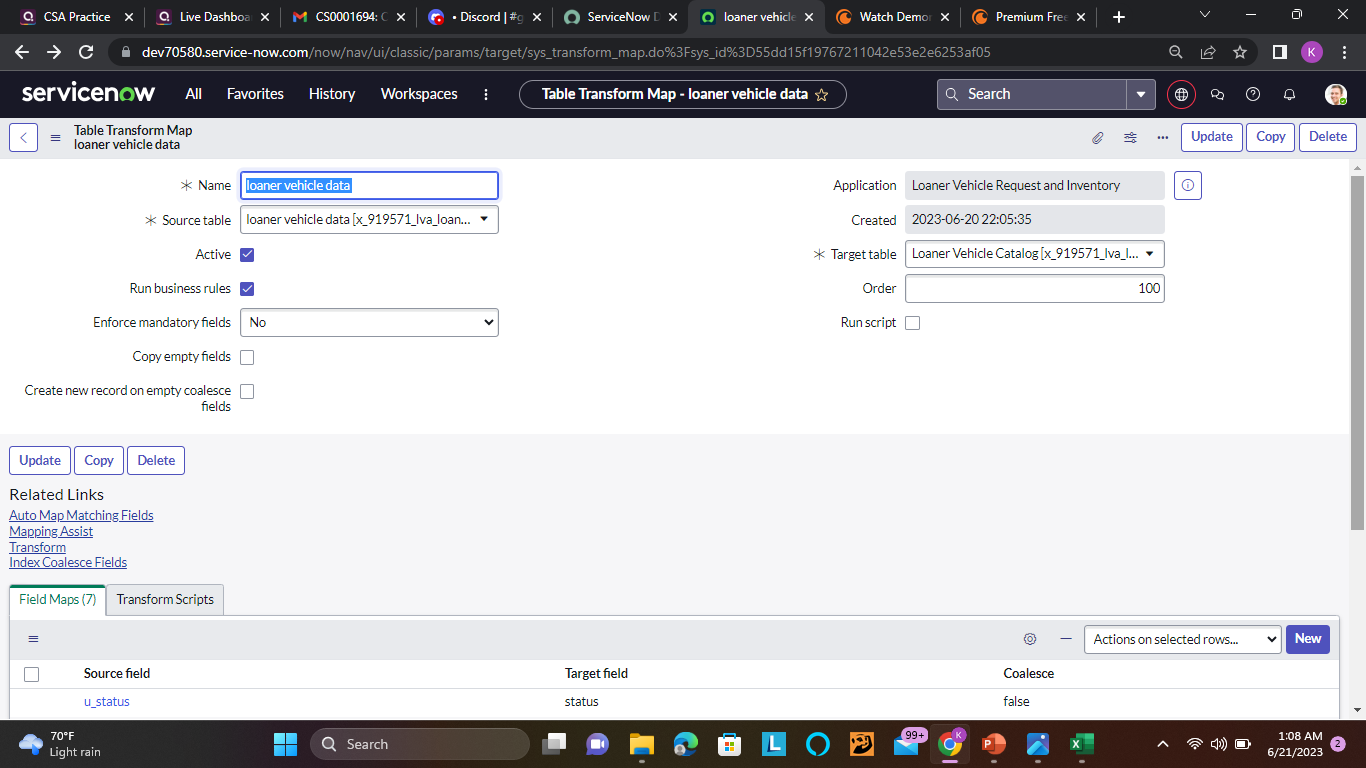 CSA Practice
Live Dashboa
CS0001694: C
• Discord | #g
ServiceNow D
loaner vehicle
Watch Demor
Premium Free
dev70580.service-now.com/now/nav/ui/classic/params/target/sys_transform_map.do%3Fsys_id%3D55dd15f19767211042e53e2e6253af05
K
servicenow
All
Favorites
History
Workspaces
Table Transform Map - loaner vehicle data
Search
Table Transform Map
loaner vehicle data
Update
Copy
Delete
Name
loaner vehicle data
Application
Loaner Vehicle Request and Inventory
Source table
loaner vehicle data [x_919571_lva_loan...
Created
2023-06-20 22:05:35
Active
Target table
Loaner Vehicle Catalog [x_919571_lva_l...
Run business rules
Order
100
Enforce mandatory fields
No
Run script
Copy empty fields
Create new record on empty coalesce
fields
Update
Copy
Delete
Related Links
Auto Map Matching Fields
Mapping Assist
Transform
Index Coalesce Fields
Field Maps (7)
Transform Scripts
Actions on selected rows...
New
Source field
Target field
Coalesce
u_status
status
false
70°F
Light rain
Search
L
99+
K
P
X
1:08 AM
6/21/2023
2